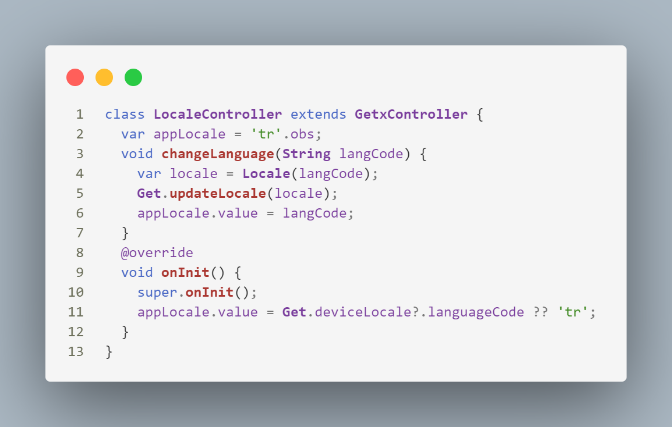 1 class LocaleController extends GetxController {
2   var appLocale = 'tr'.obs;
3   void changeLanguage(String langCode) {
4     var locale = Locale(langCode);
5     Get.updateLocale(locale);
6     appLocale.value = langCode;
7   }
8   @override
9   void onInit() {
10     super.onInit();
11     appLocale.value = Get.deviceLocale?.languageCode ?? 'tr';
12   }
13 }